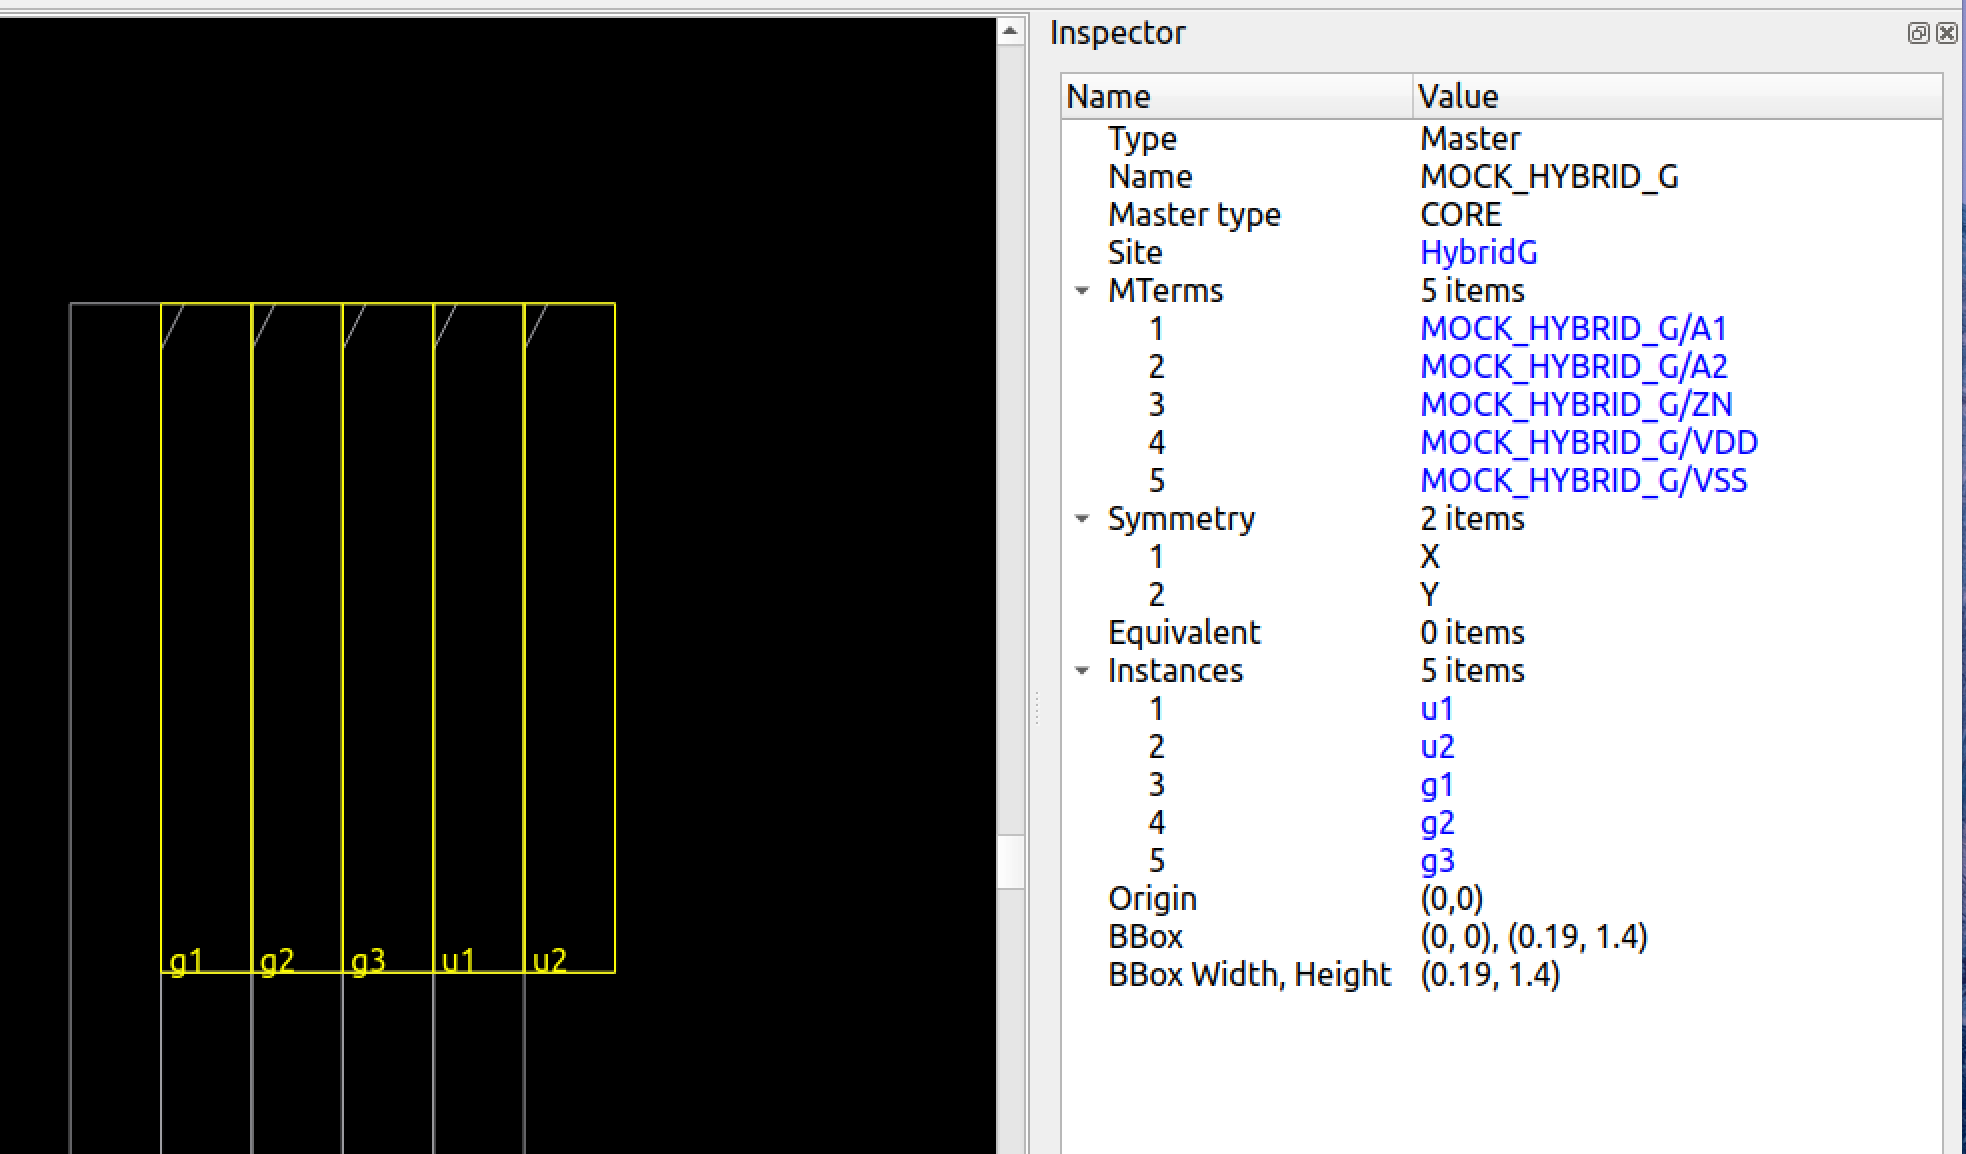 Inspector
Name Value
Type Master
Name MOCK_HYBRID_G
Master type CORE
Site HybridG
MTerms 5 items
1 MOCK_HYBRID_G/A1
2 MOCK_HYBRID_G/A2
3 MOCK_HYBRID_G/ZN
4 MOCK_HYBRID_G/VDD
5 MOCK_HYBRID_G/VSS
Symmetry 2 items
1 X
2 Y
Equivalent 0 items
Instances 5 items
1 u1
2 u2
3 g1
4 g2
5 g3
Origin (0,0)
BBox (0, 0), (0.19, 1.4)
BBox Width, Height (0.19, 1.4)
g1 g2 g3 u1 u2